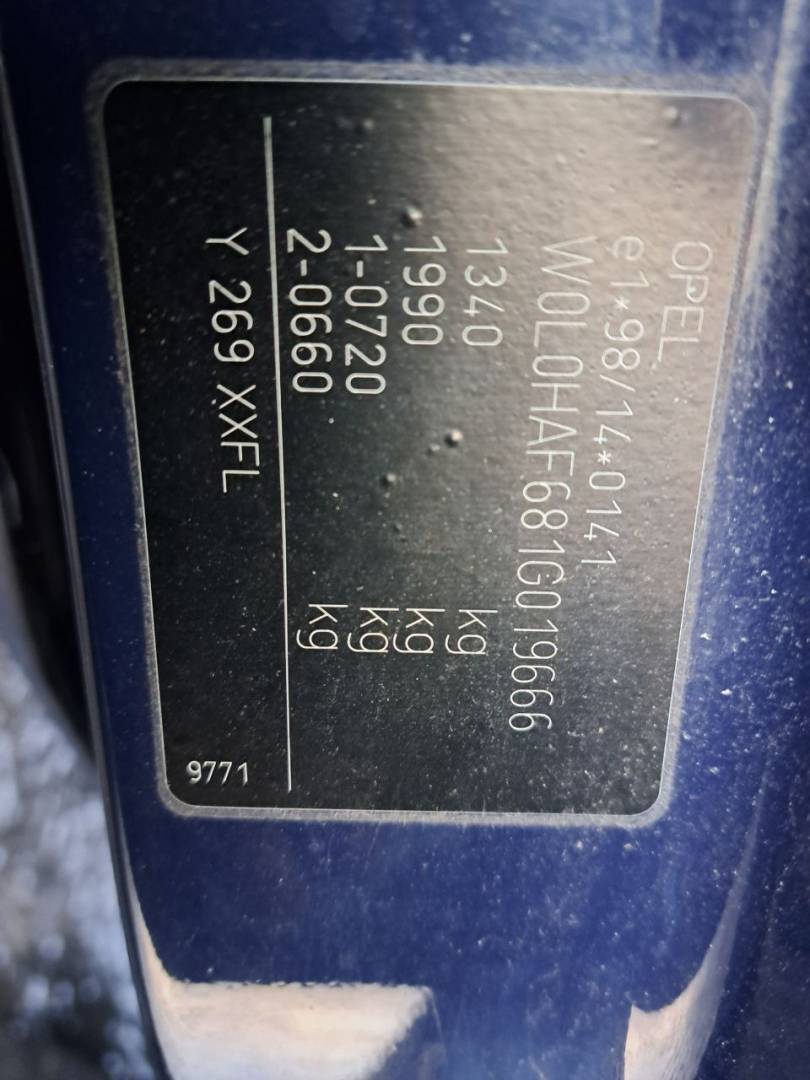 OPEL
e1*98/14*0141
W0L0HAF681G019666
1340 kg
1990 kg
1-0720 kg
2-0660 kg
Y 269 XXFL
9771